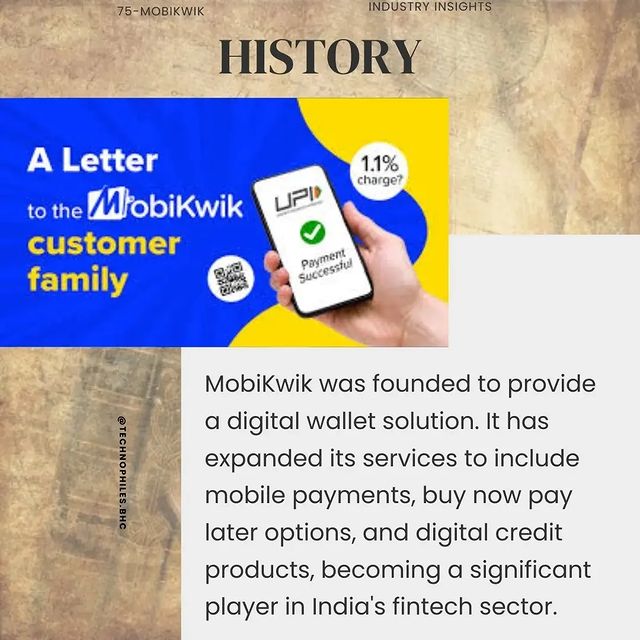 75-MOBIKWIK
INDUSTRY INSIGHTS
HISTORY
A Letter
to the MobiKwik
customer
family
1.1%
charge?
UPI
Payment
Successful
@TECHNOPHILES.BHC
MobiKwik was founded to provide
a digital wallet solution. It has
expanded its services to include
mobile payments, buy now pay
later options, and digital credit
products, becoming a significant
player in India's fintech sector.